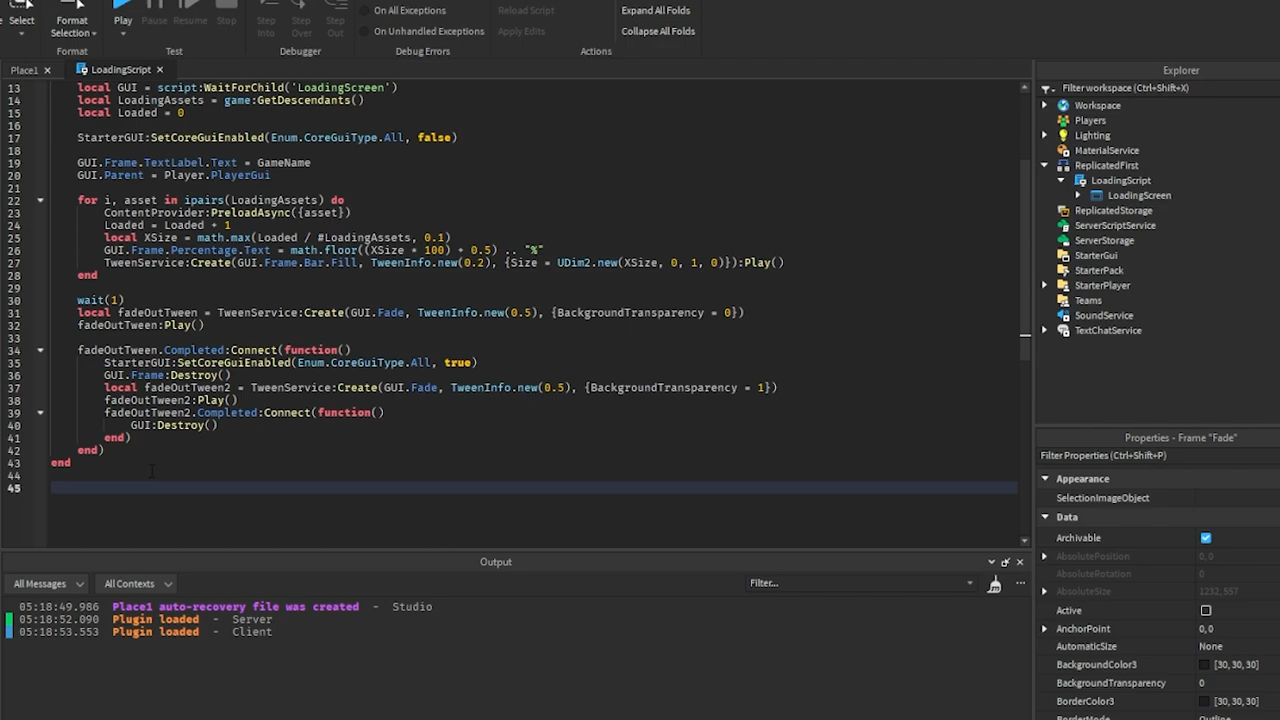 Select
Format
Selection
Format
Play
Pause
Resume
Stop
Test
Step
Into
Step
Over
Step
Out
Debugger
On All Exceptions
On Unhandled Exceptions
Debug Errors
Reload Script
Apply Edits
Expand All Folds
Collapse All Folds
Actions
Place1 ×
LoadingScript ×
13 local GUI = script:WaitForChild('LoadingScreen')
14 local LoadingAssets = game:GetDescendants()
15 local Loaded = 0
16
17 StarterGUI:SetCoreGuiEnabled(Enum.CoreGuiType.All, false)
18
19 GUI.Frame.TextLabel.Text = GameName
20 GUI.Parent = Player.PlayerGui
21
22 for i, asset in ipairs(LoadingAssets) do
23 ContentProvider:PreloadAsync({asset})
24 Loaded = Loaded + 1
25 local XSize = math.max(Loaded / #LoadingAssets, 0.1)
26 GUI.Frame.Percentage.Text = math.floor((XSize * 100) + 0.5) .. "%"
27 TweenService:Create(GUI.Frame.Bar.Fill, TweenInfo.new(0.2), {Size = UDim2.new(XSize, 0, 1, 0)}):Play()
28 end
29
30 wait(1)
31 local fadeOutTween = TweenService:Create(GUI.Fade, TweenInfo.new(0.5), {BackgroundTransparency = 0})
32 fadeOutTween:Play()
33
34 fadeOutTween.Completed:Connect(function()
35 StarterGUI:SetCoreGuiEnabled(Enum.CoreGuiType.All, true)
36 GUI.Frame:Destroy()
37 local fadeOutTween2 = TweenService:Create(GUI.Fade, TweenInfo.new(0.5), {BackgroundTransparency = 1})
38 fadeOutTween2:Play()
39 fadeOutTween2.Completed:Connect(function()
40 GUI:Destroy()
41 end)
42 end)
43 end
44
45
Explorer
Filter workspace (Ctrl+Shift+X)
Workspace
Players
Lighting
MaterialService
ReplicatedFirst
LoadingScript
LoadingScreen
ReplicatedStorage
ServerScriptService
ServerStorage
StarterGui
StarterPack
StarterPlayer
Teams
SoundService
TextChatService
Properties - Frame "Fade"
Filter Properties (Ctrl+Shift+P)
Appearance
SelectionImageObject
Data
Archivable
AbsolutePosition 0, 0
AbsoluteRotation 0
AbsoluteSize 1232, 557
Active
AnchorPoint 0, 0
AutomaticSize None
BackgroundColor3 [30, 30, 30]
BackgroundTransparency 0
BorderColor3 [30, 30, 30]
BorderMode Outline
Output
All Messages
All Contexts
Filter...
05:18:49.986 Place1 auto-recovery file was created - Studio
05:18:52.090 Plugin loaded - Server
05:18:53.553 Plugin loaded - Client